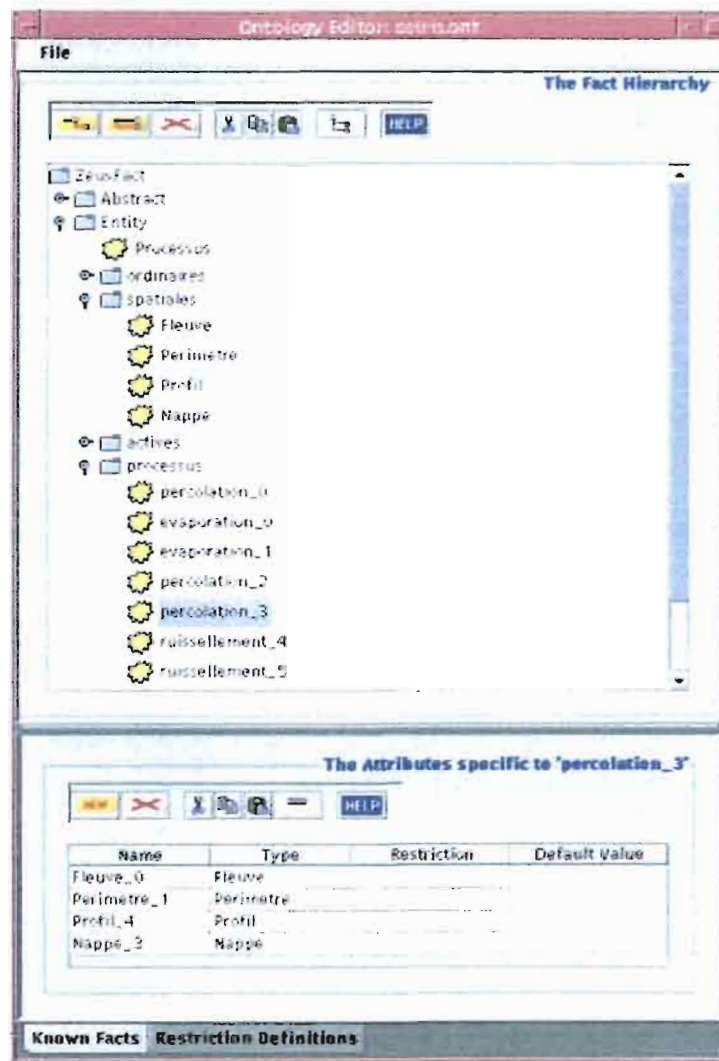 Ontology Editor: osiris.ont
File
The Fact Hierarchy
HELP
ZeusFact
Abstract
Entity
Processus
ordinaires
spatiales
Fleuve
Perimetre
Profil
Nappe
actives
processus
percolation_0
evaporation_0
evaporation_1
percolation_2
percolation_3
ruissellement_4
ruissellement_5
The Attributes specific to 'percolation_3'
NEW HELP
Name Type Restriction Default Value
Fleuve_0 Fleuve
Perimetre_1 Perimetre
Profil_4 Profil
Nappe_3 Nappe
Known Facts Restriction Definitions